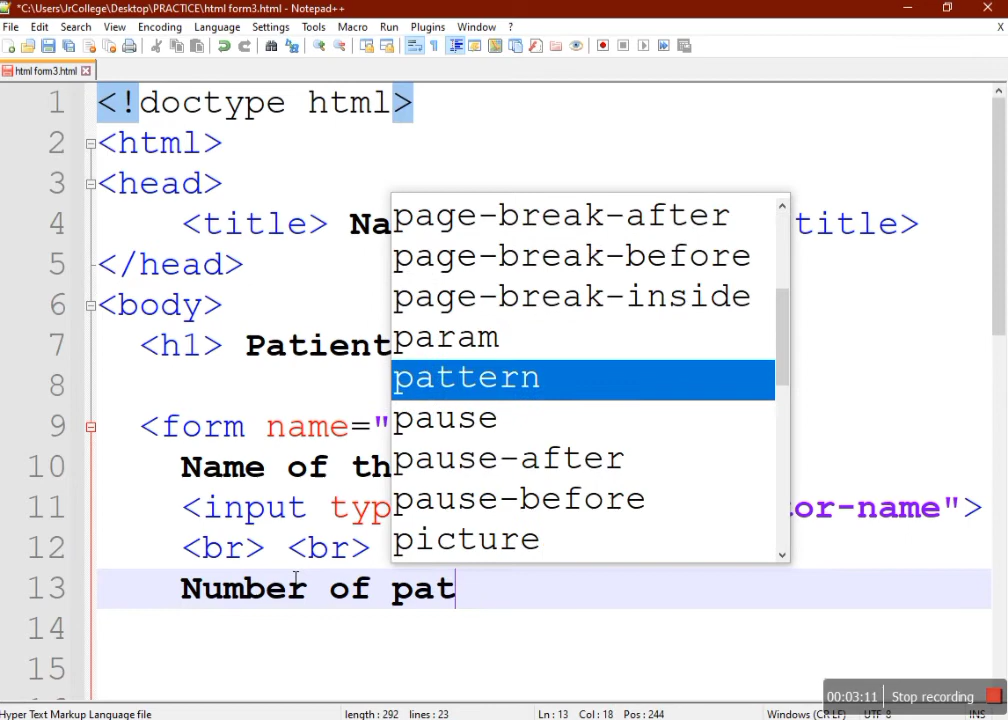 *C:\Users\UrCollege\Desktop\PRACTICE\html form3.html - Notepad++
File Edit Search View Encoding Language Settings Tools Macro Run Plugins Window ?
X
html form3.html
1 <!doctype html>
2 <html>
3 <head>
4 <title> Na title>
5 </head>
6 <body>
7 <h1> Patient
8
9 <form name="
10 Name of th
11 <input typ tor-name">
12 <br> <br>
13 Number of pat
14
15
page-break-after
page-break-before
page-break-inside
param
pattern
pause
pause-after
pause-before
picture
00:03:11 Stop recording
Hyper Text Markup Language file length : 292 lines : 23 Ln : 13 Col : 18 Pos : 244 Windows (CR LF) UTF-8 INS